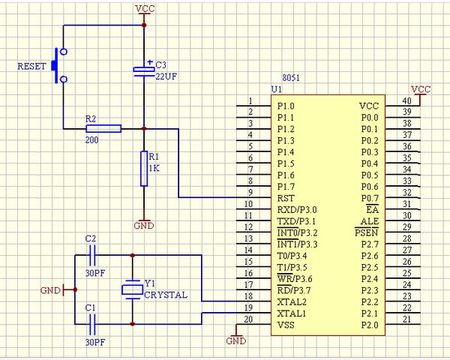 VCC
RESET
C3
22UF
R2
200
R1
1K
GND
8051
U1
VCC
1 P1.0 VCC 40
2 P1.1 P0.0 39
3 P1.2 P0.1 38
4 P1.3 P0.2 37
5 P1.4 P0.3 36
6 P1.5 P0.4 35
7 P1.6 P0.5 34
8 P1.7 P0.6 33
9 RST P0.7 32
10 RXD/P3.0 EA 31
11 TXD/P3.1 ALE 30
12 INT0/P3.2 PSEN 29
13 INT1/P3.3 P2.7 28
14 T0/P3.4 P2.6 27
15 T1/P3.5 P2.5 26
16 WR/P3.6 P2.4 25
17 RD/P3.7 P2.3 24
18 XTAL2 P2.2 23
19 XTAL1 P2.1 22
20 VSS P2.0 21
GND
C2
30PF
GND
Y1
CRYSTAL
C1
30PF